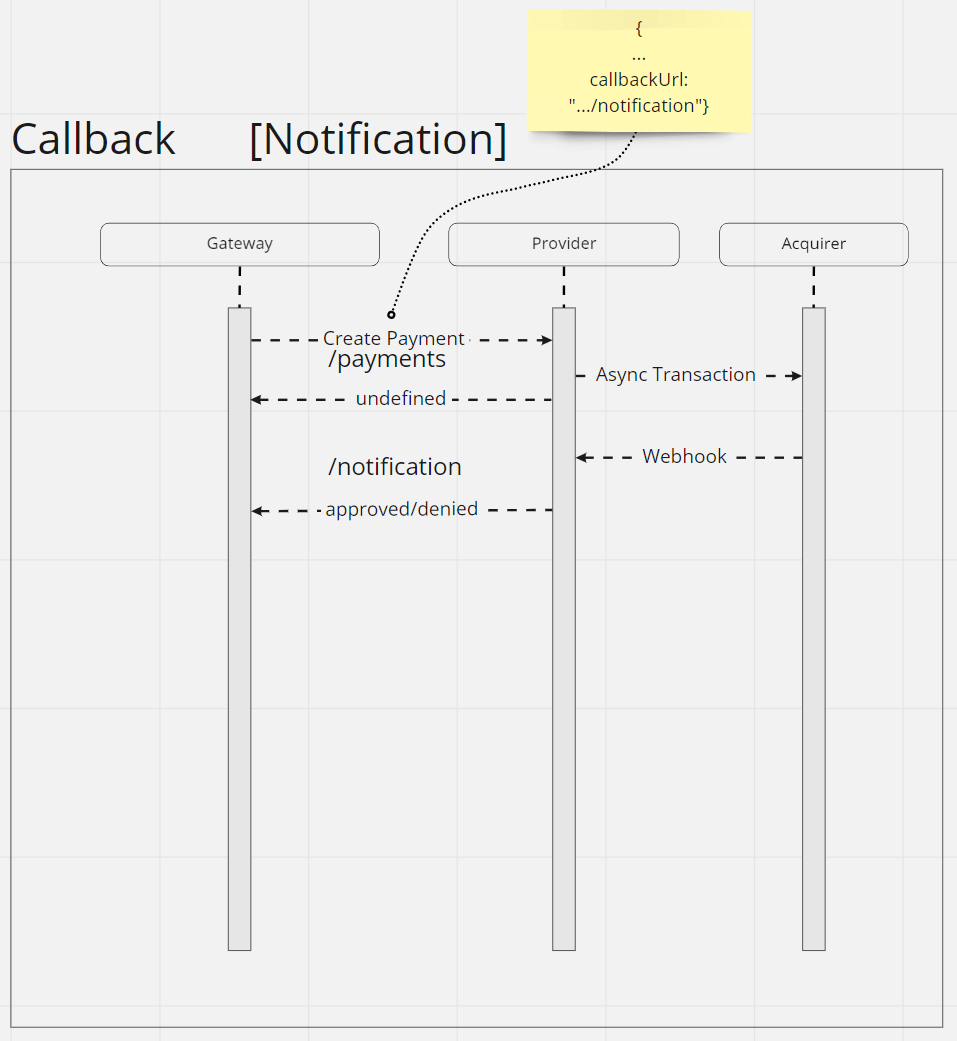 {
...
callbackUrl:
".../notification"}
Callback [Notification]
Gateway
Provider
Acquirer
Create Payment
/payments
Async Transaction
undefined
Webhook
/notification
approved/denied